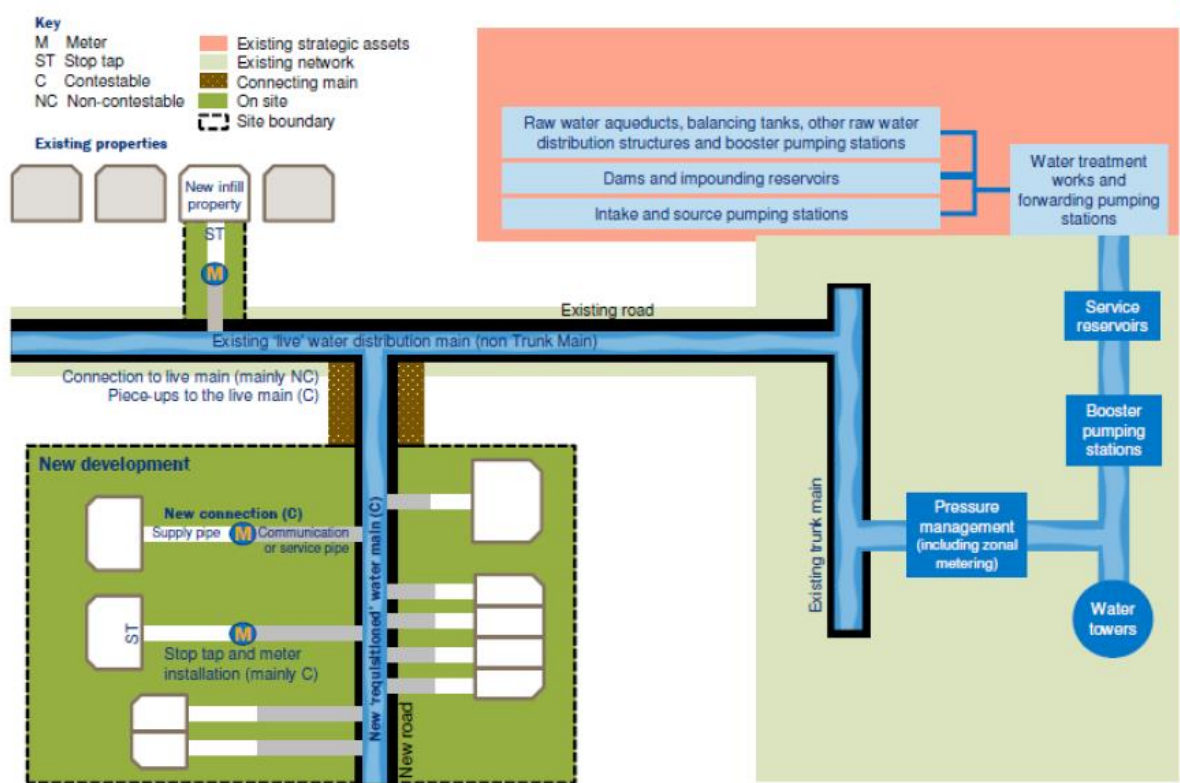 Key
M Meter
ST Stop tap
C Contestable
NC Non-contestable
Existing strategic assets
Existing network
Connecting main
On site
Site boundary
Existing properties
New infill
property
ST
M
Raw water aqueducts, balancing tanks, other raw water
distribution structures and booster pumping stations
Dams and impounding reservoirs
Intake and source pumping stations
Water treatment
works and
forwarding pumping
stations
Existing road
Existing 'live' water distribution main (non Trunk Main)
Connection to live main (mainly NC)
Piece-ups to the live main (C)
Service
reservoirs
Booster
pumping
stations
Pressure
management
(including zonal
metering)
Water
towers
Existing trunk main
New development
New connection (C)
Supply pipe
M
Communication
or service pipe
ST
M
Stop tap and meter
installation (mainly C)
New 'requisitioned' water main (C)
New road